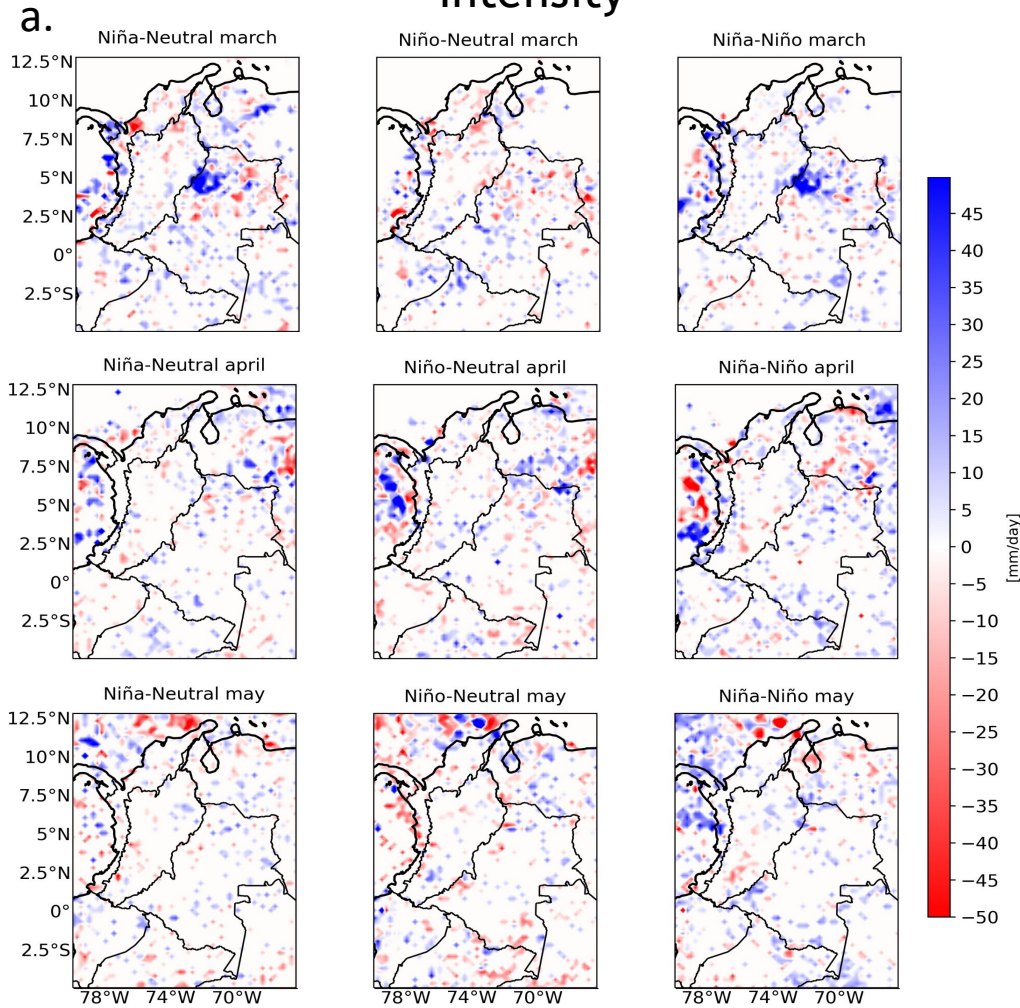 Intensity
a.
Niña-Neutral march
Niño-Neutral march
Niña-Niño march
12.5°N
10°N
7.5°N
5°N
2.5°N
0°
2.5°S
Niña-Neutral april
Niño-Neutral april
Niña-Niño april
12.5°N
10°N
7.5°N
5°N
2.5°N
0°
2.5°S
Niña-Neutral may
Niño-Neutral may
Niña-Niño may
12.5°N
10°N
7.5°N
5°N
2.5°N
0°
2.5°S
78°W 74°W 70°W
78°W 74°W 70°W
78°W 74°W 70°W
45
40
35
30
25
20
15
10
5
0
−5
−10
−15
−20
−25
−30
−35
−40
−45
−50
[mm/day]